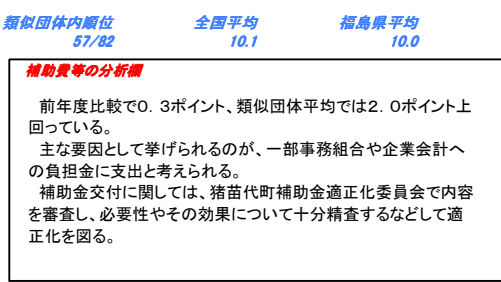 類似団体内順位 全国平均 福島県平均
57/82 10.1 10.0
補助費等の分析欄
前年度比較で0．3ポイント、類似団体平均では2．0ポイント上
回っている。
主な要因として挙げられるのが、一部事務組合や企業会計へ
の負担金に支出と考えられる。
補助金交付に関しては、猪苗代町補助金適正化委員会で内容
を審査し、必要性やその効果について十分精査するなどして適
正化を図る。